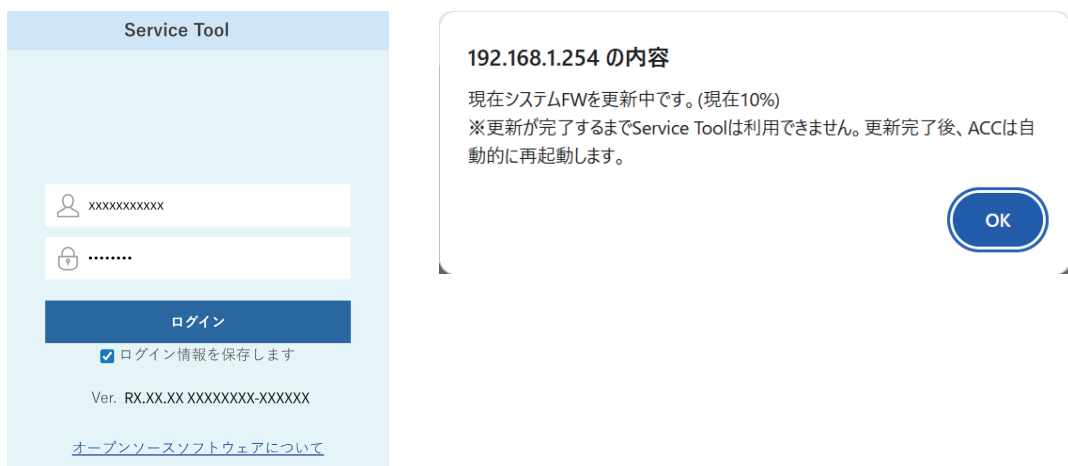 Service Tool
xxxxxxxxxxx
••••••••
ログイン
ログイン情報を保存します
Ver. RX.XX.XX XXXXXXXX-XXXXXX
オープンソースソフトウェアについて
192.168.1.254 の内容
現在システムFWを更新中です。(現在10%)
※更新が完了するまでService Toolは利用できません。更新完了後、ACCは自
動的に再起動します。
OK